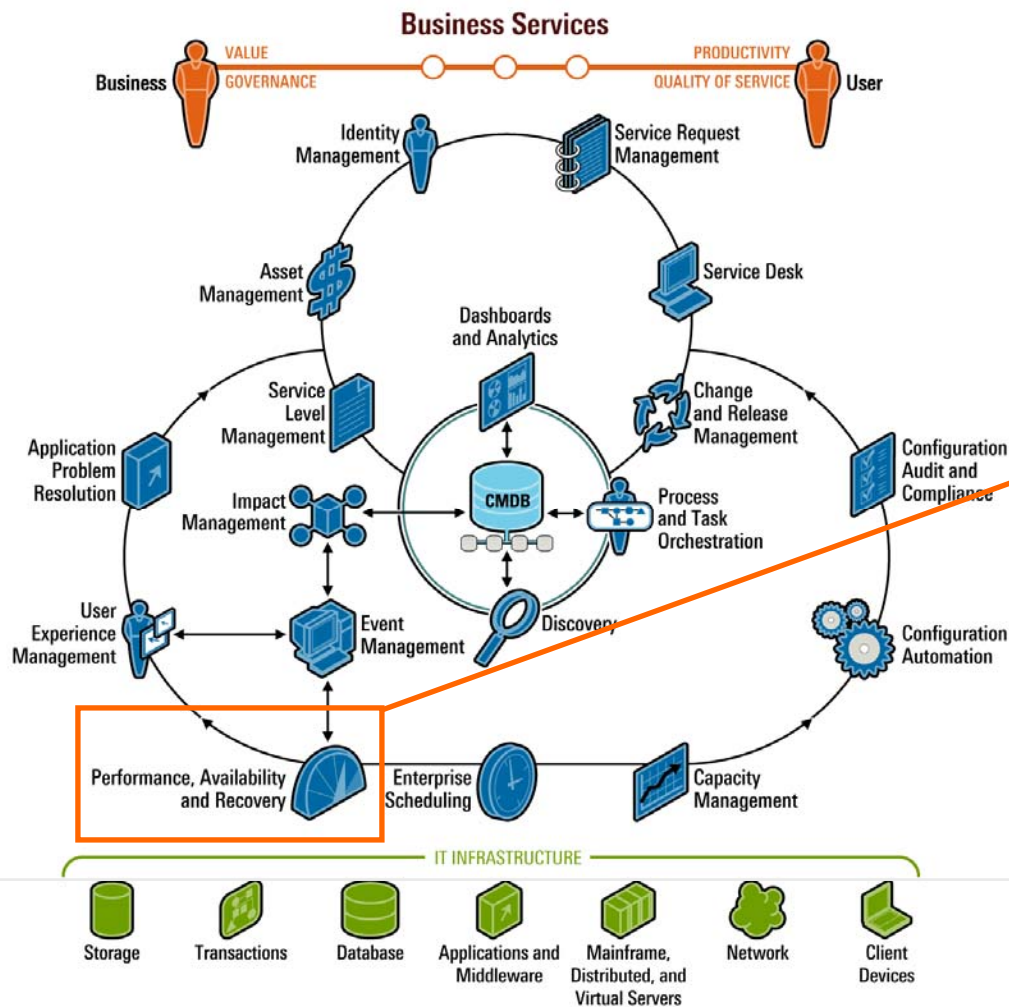 Business Services
VALUE
PRODUCTIVITY
Business
User
GOVERNANCE
QUALITY OF SERVICE
Identity
Management
Service Request
Management
Asset
Management
Service Desk
Dashboards
and Analytics
Service
Level
Management
Change
and Release
Management
Application
Problem
Resolution
Configuration
Audit and
Compliance
Impact
Management
CMDB
Process
and Task
Orchestration
User
Experience
Management
Event
Management
Discovery
Configuration
Automation
Performance, Availability
and Recovery
Enterprise
Scheduling
Capacity
Management
IT INFRASTRUCTURE
Storage
Transactions
Database
Applications and
Middleware
Mainframe,
Distributed, and
Virtual Servers
Network
Client
Devices